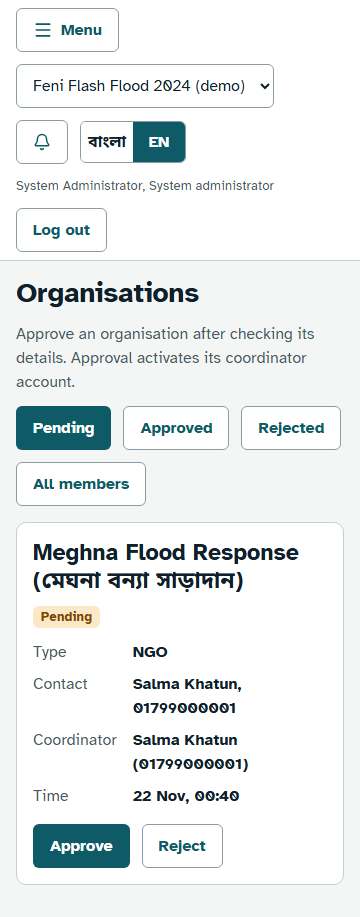 Menu
Feni Flash Flood 2024 (demo)
বাংলা EN
System Administrator, System administrator
Log out
Organisations
Approve an organisation after checking its
details. Approval activates its coordinator
account.
Pending Approved Rejected
All members
Meghna Flood Response
(মেঘনা বন্যা সাড়াদান)
Pending
Type NGO
Contact Salma Khatun,
01799000001
Coordinator Salma Khatun
(01799000001)
Time 22 Nov, 00:40
Approve Reject